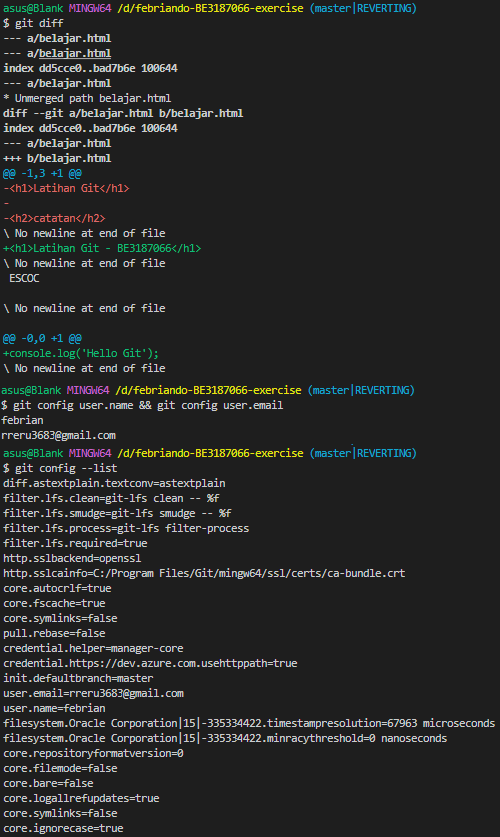 asus@Blank MINGW64 /d/febriando-BE3187066-exercise (master|REVERTING)
$ git diff
--- a/belajar.html
--- a/belajar.html
index dd5cce0..bad7b6e 100644
--- a/belajar.html
* Unmerged path belajar.html
diff --git a/belajar.html b/belajar.html
index dd5cce0..bad7b6e 100644
--- a/belajar.html
+++ b/belajar.html
@@ -1,3 +1 @@
-<h1>Latihan Git</h1>
-
-<h2>catatan</h2>
\ No newline at end of file
+<h1>Latihan Git - BE3187066</h1>
\ No newline at end of file
 ESCOC
\ No newline at end of file
@@ -0,0 +1 @@
+console.log('Hello Git');
\ No newline at end of file
asus@Blank MINGW64 /d/febriando-BE3187066-exercise (master|REVERTING)
$ git config user.name && git config user.email
febrian
rreru3683@gmail.com
asus@Blank MINGW64 /d/febriando-BE3187066-exercise (master|REVERTING)
$ git config --list
diff.astextplain.textconv=astextplain
filter.lfs.clean=git-lfs clean -- %f
filter.lfs.smudge=git-lfs smudge -- %f
filter.lfs.process=git-lfs filter-process
filter.lfs.required=true
http.sslbackend=openssl
http.sslcainfo=C:/Program Files/Git/mingw64/ssl/certs/ca-bundle.crt
core.autocrlf=true
core.fscache=true
core.symlinks=false
pull.rebase=false
credential.helper=manager-core
credential.https://dev.azure.com.usehttppath=true
init.defaultbranch=master
user.email=rreru3683@gmail.com
user.name=febrian
filesystem.Oracle Corporation|15|-335334422.timestampresolution=67963 microseconds
filesystem.Oracle Corporation|15|-335334422.minracythreshold=0 nanoseconds
core.repositoryformatversion=0
core.filemode=false
core.bare=false
core.logallrefupdates=true
core.symlinks=false
core.ignorecase=true